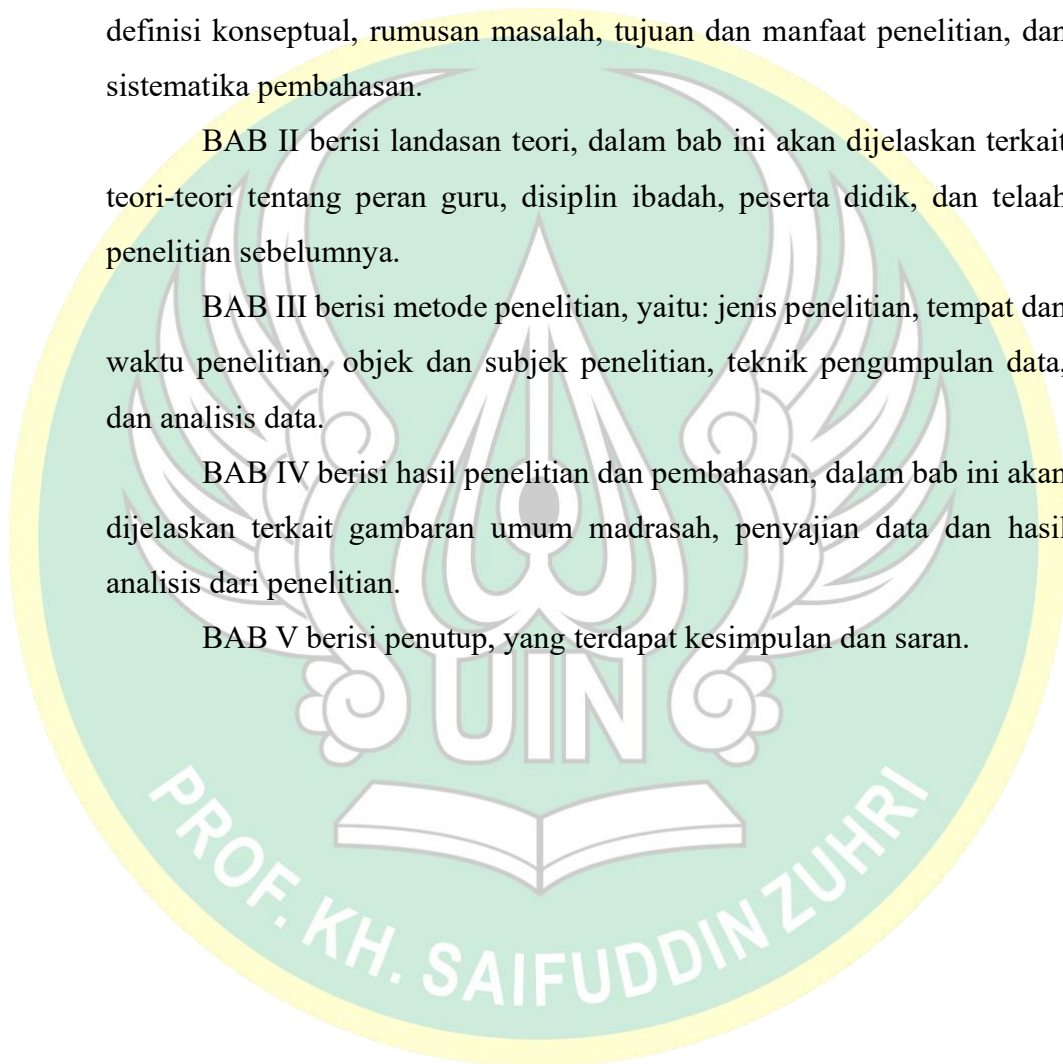 definisi konseptual, rumusan masalah, tujuan dan manfaat penelitian, dan
sistematika pembahasan.
BAB II berisi landasan teori, dalam bab ini akan dijelaskan terkait
teori-teori tentang peran guru, disiplin ibadah, peserta didik, dan telaah
penelitian sebelumnya.
BAB III berisi metode penelitian, yaitu: jenis penelitian, tempat dan
waktu penelitian, objek dan subjek penelitian, teknik pengumpulan data,
dan analisis data.
BAB IV berisi hasil penelitian dan pembahasan, dalam bab ini akan
dijelaskan terkait gambaran umum madrasah, penyajian data dan hasil
analisis dari penelitian.
BAB V berisi penutup, yang terdapat kesimpulan dan saran.
UIN
PROF. KH. SAIFUDDIN ZUHRI